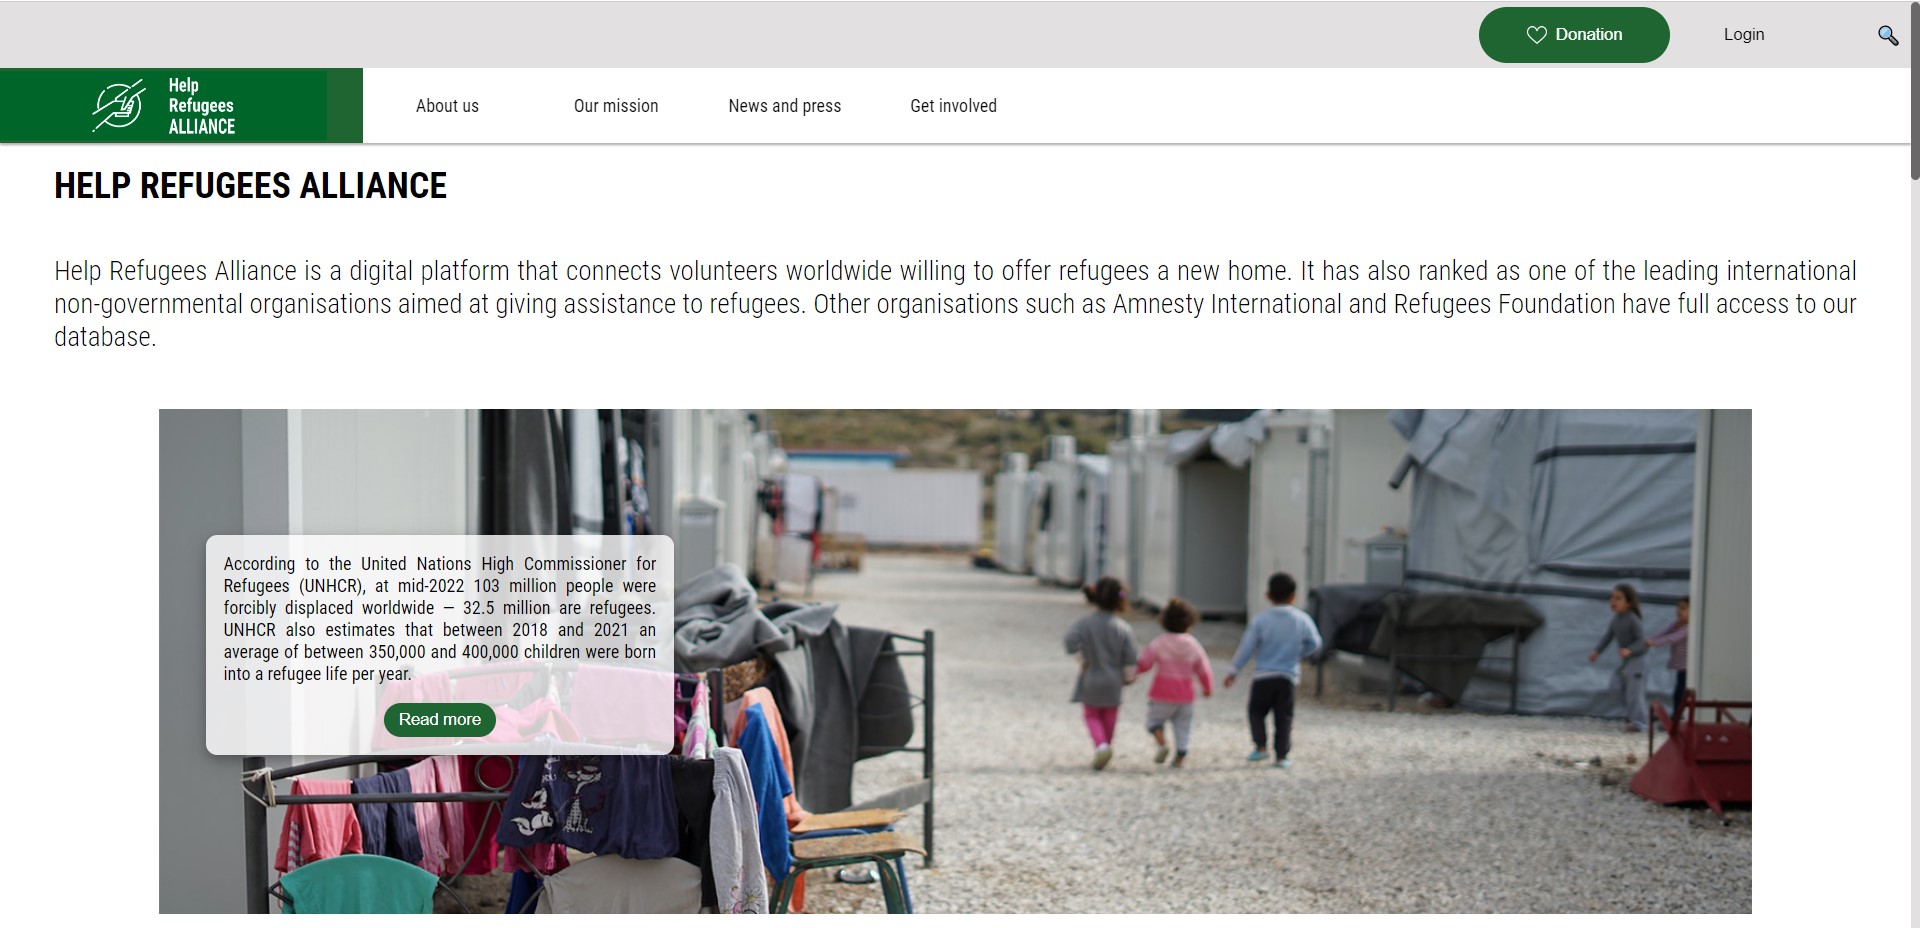 Donation
Login
Help
Refugees
ALLIANCE
About us
Our mission
News and press
Get involved
HELP REFUGEES ALLIANCE
Help Refugees Alliance is a digital platform that connects volunteers worldwide willing to offer refugees a new home. It has also ranked as one of the leading international
non-governmental organisations aimed at giving assistance to refugees. Other organisations such as Amnesty International and Refugees Foundation have full access to our
database.
According to the United Nations High Commissioner for
Refugees (UNHCR), at mid-2022 103 million people were
forcibly displaced worldwide – 32.5 million are refugees.
UNHCR also estimates that between 2018 and 2021 an
average of between 350,000 and 400,000 children were born
into a refugee life per year.
Read more